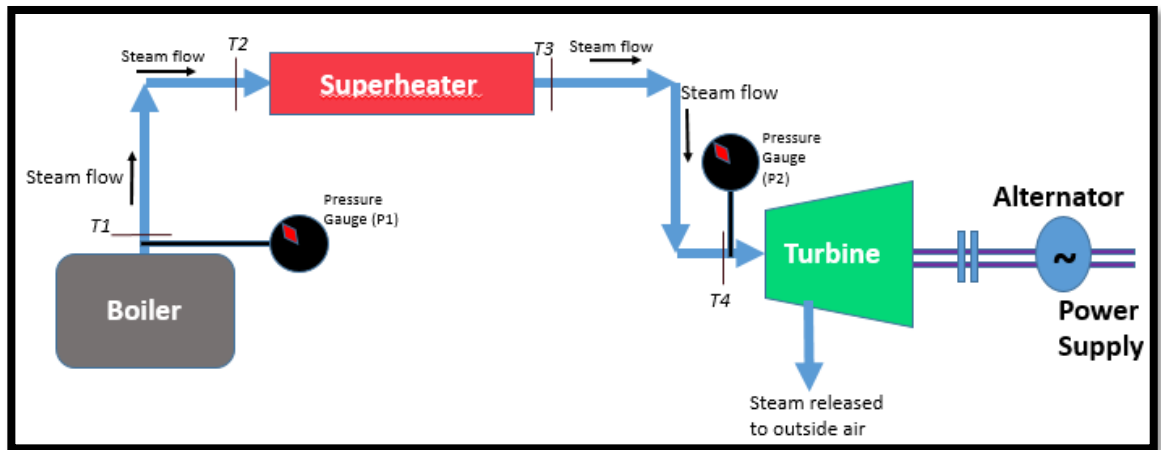 T2
Steam flow
T3
Steam flow
Superheater
Steam flow
Pressure
Gauge
(P2)
Steam flow
Pressure
Gauge (P1)
T1
Alternator
Turbine
~
Boiler
T4
Power
Supply
Steam released
to outside air